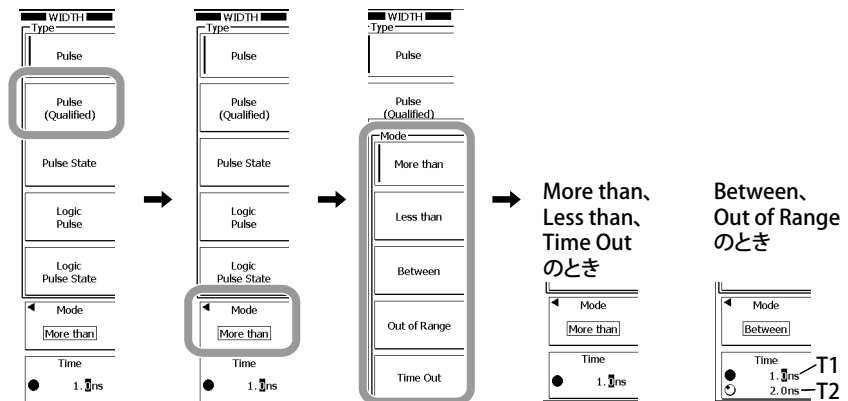 WIDTH
Type
Pulse
Pulse
(Qualified)
Pulse State
Logic
Pulse
Logic
Pulse State
Mode
More than
Time
1.0ns
WIDTH
Type
Pulse
Pulse
(Qualified)
Pulse State
Logic
Pulse
Logic
Pulse State
Mode
More than
Time
1.0ns
WIDTH
Type
Pulse
Pulse
(Qualified)
Mode
More than
Less than
Between
Out of Range
Time Out
More than、
Less than、
Time Out
のとき
Mode
More than
Time
1.0ns
Between、
Out of Range
のとき
Mode
Between
Time
1.0ns T1
2.0ns T2